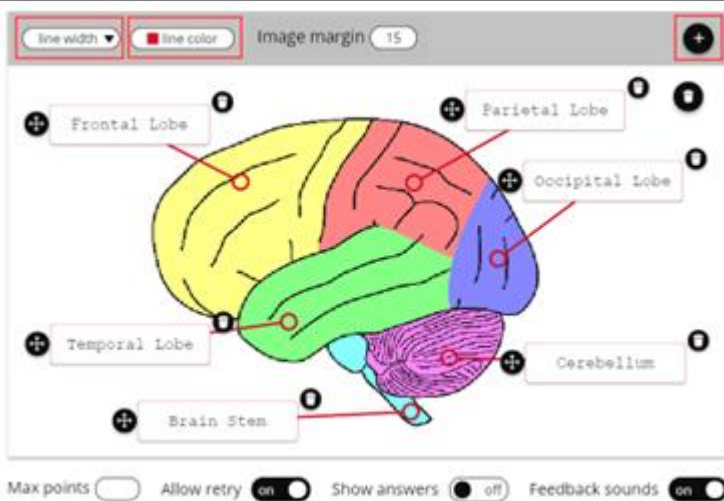 line width line color Image margin 15 +
Frontal Lobe
Parietal Lobe
Occipital Lobe
Temporal Lobe
Cerebellum
Brain Stem
Max points Allow retry on Show answers off Feedback sounds on